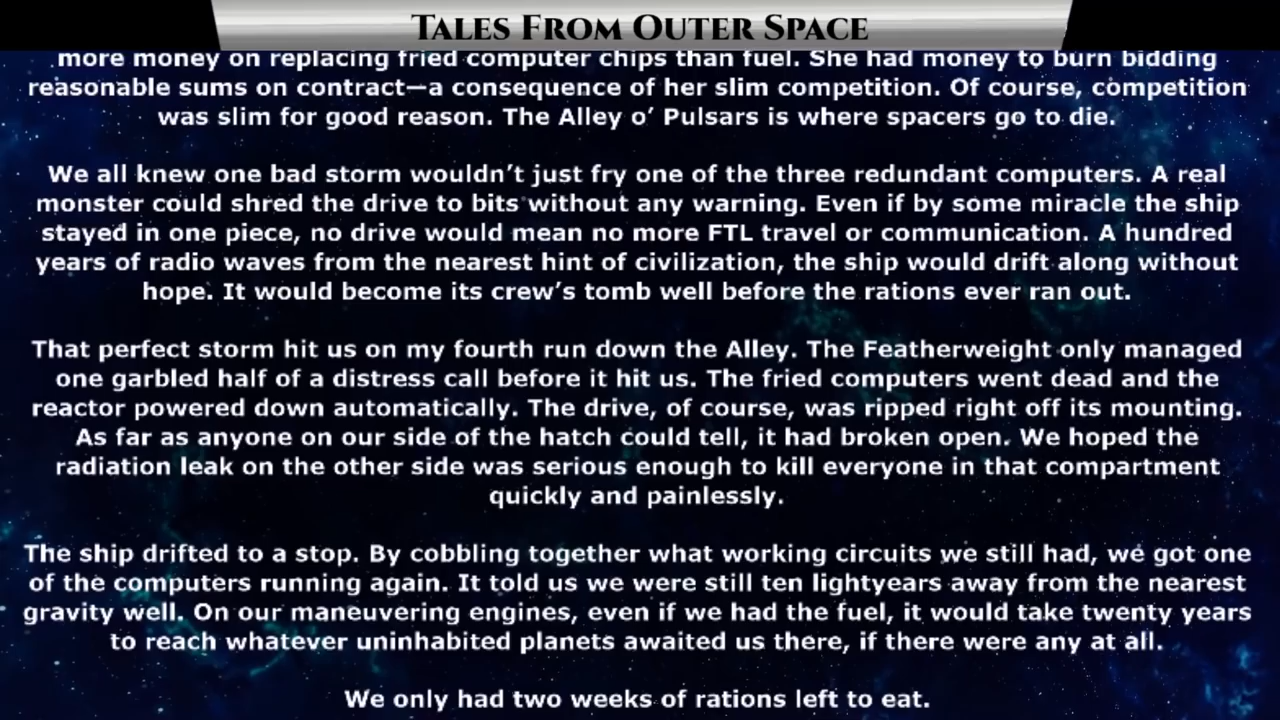 Tales From Outer Space
more money on replacing fried computer chips than fuel. She had money to burn bidding
reasonable sums on contract—a consequence of her slim competition. Of course, competition
was slim for good reason. The Alley o’ Pulsars is where spacers go to die.
We all knew one bad storm wouldn’t just fry one of the three redundant computers. A real
monster could shred the drive to bits without any warning. Even if by some miracle the ship
stayed in one piece, no drive would mean no more FTL travel or communication. A hundred
years of radio waves from the nearest hint of civilization, the ship would drift along without
hope. It would become its crew’s tomb well before the rations ever ran out.
That perfect storm hit us on my fourth run down the Alley. The Featherweight only managed
one garbled half of a distress call before it hit us. The fried computers went dead and the
reactor powered down automatically. The drive, of course, was ripped right off its mounting.
As far as anyone on our side of the hatch could tell, it had broken open. We hoped the
radiation leak on the other side was serious enough to kill everyone in that compartment
quickly and painlessly.
The ship drifted to a stop. By cobbling together what working circuits we still had, we got one
of the computers running again. It told us we were still ten lightyears away from the nearest
gravity well. On our maneuvering engines, even if we had the fuel, it would take twenty years
to reach whatever uninhabited planets awaited us there, if there were any at all.
We only had two weeks of rations left to eat.